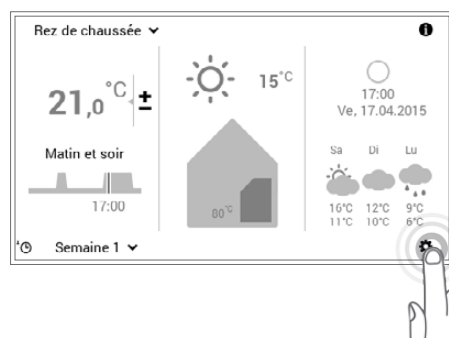 Rez de chaussée
21,0 °C ±
15°C
17:00
Ve, 17.04.2015
Matin et soir
17:00
80°C
Sa Di Lu
16°C 12°C 9°C
11°C 10°C 6°C
Semaine 1